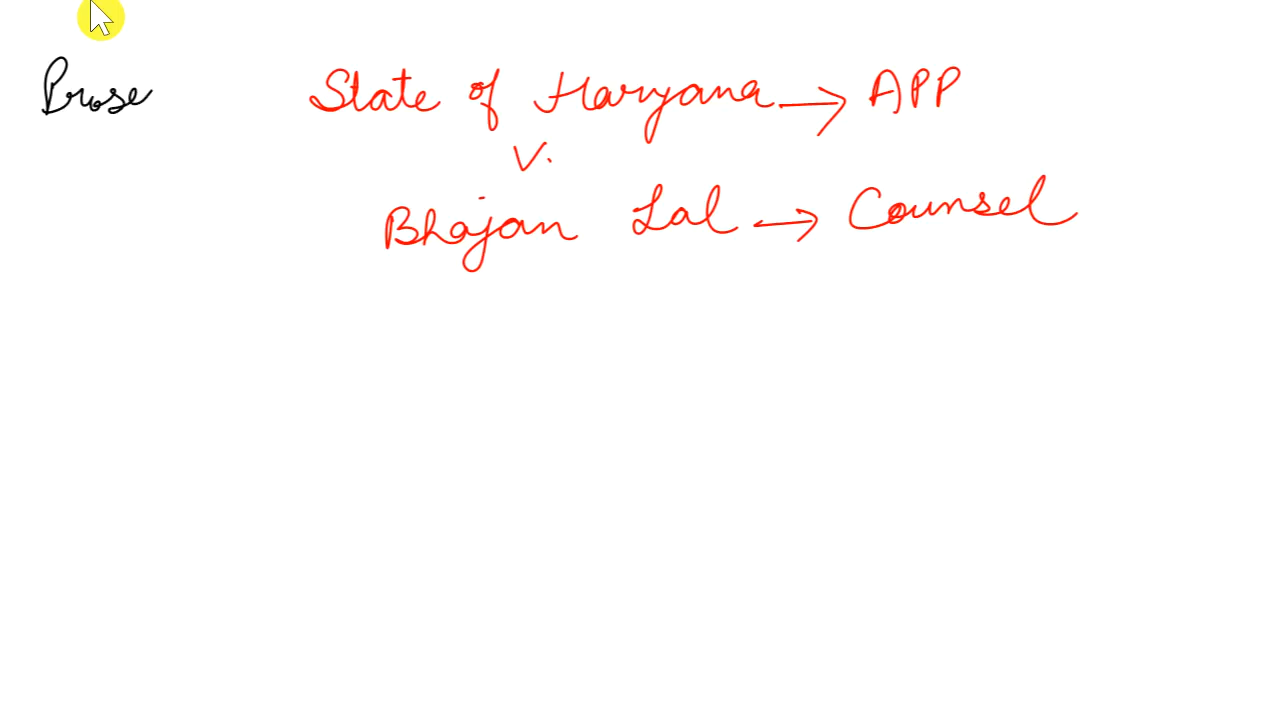 Prose State of Haryana → APP
V.
Bhajan Lal → Counsel